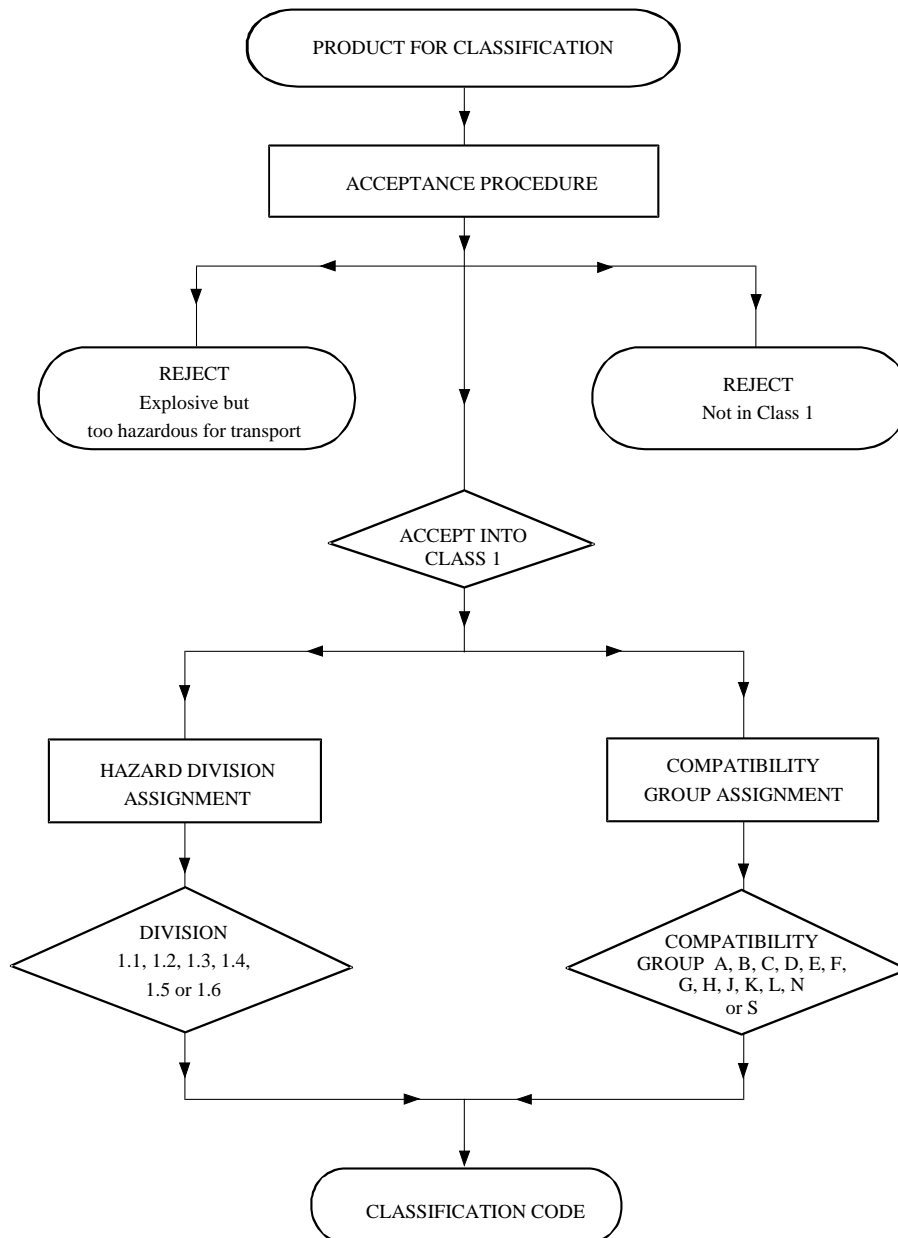 PRODUCT FOR CLASSIFICATION
ACCEPTANCE PROCEDURE
REJECT
Explosive but
too hazardous for transport
REJECT
Not in Class 1
ACCEPT INTO
CLASS 1
HAZARD DIVISION
ASSIGNMENT
COMPATIBILITY
GROUP ASSIGNMENT
DIVISION
1.1, 1.2, 1.3, 1.4,
1.5 or 1.6
COMPATIBILITY
GROUP A, B, C, D, E, F,
G, H, J, K, L, N
or S
CLASSIFICATION CODE